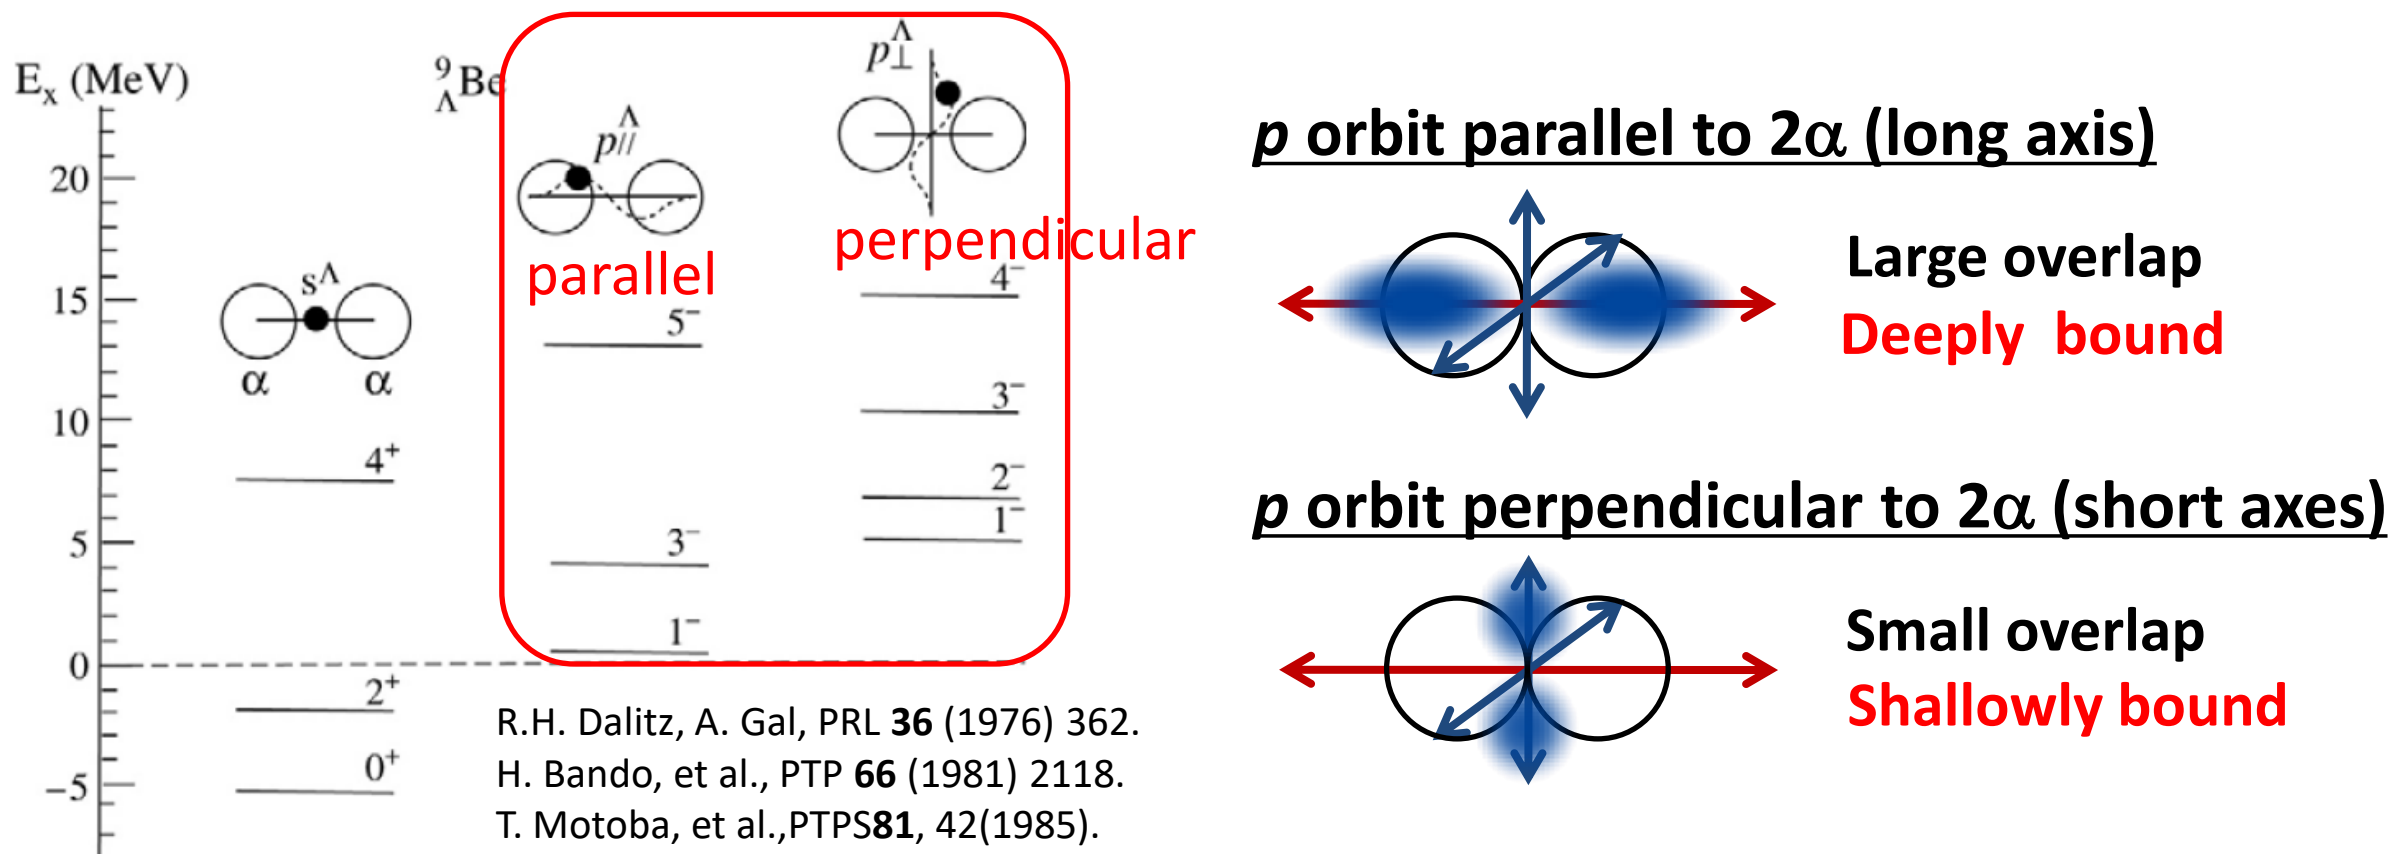 E_x (MeV)
⁹_ΛBe
20
15
10
5
0
−5
s^Λ
α α
4⁺
2⁺
0⁺
p_//^Λ
parallel
5⁻
3⁻
1⁻
p_⊥^Λ
perpendicular
4⁻
3⁻
2⁻
1⁻
R.H. Dalitz, A. Gal, PRL 36 (1976) 362.
H. Bando, et al., PTP 66 (1981) 2118.
T. Motoba, et al.,PTPS81, 42(1985).
p orbit parallel to 2α (long axis)
Large overlap
Deeply bound
p orbit perpendicular to 2α (short axes)
Small overlap
Shallowly bound